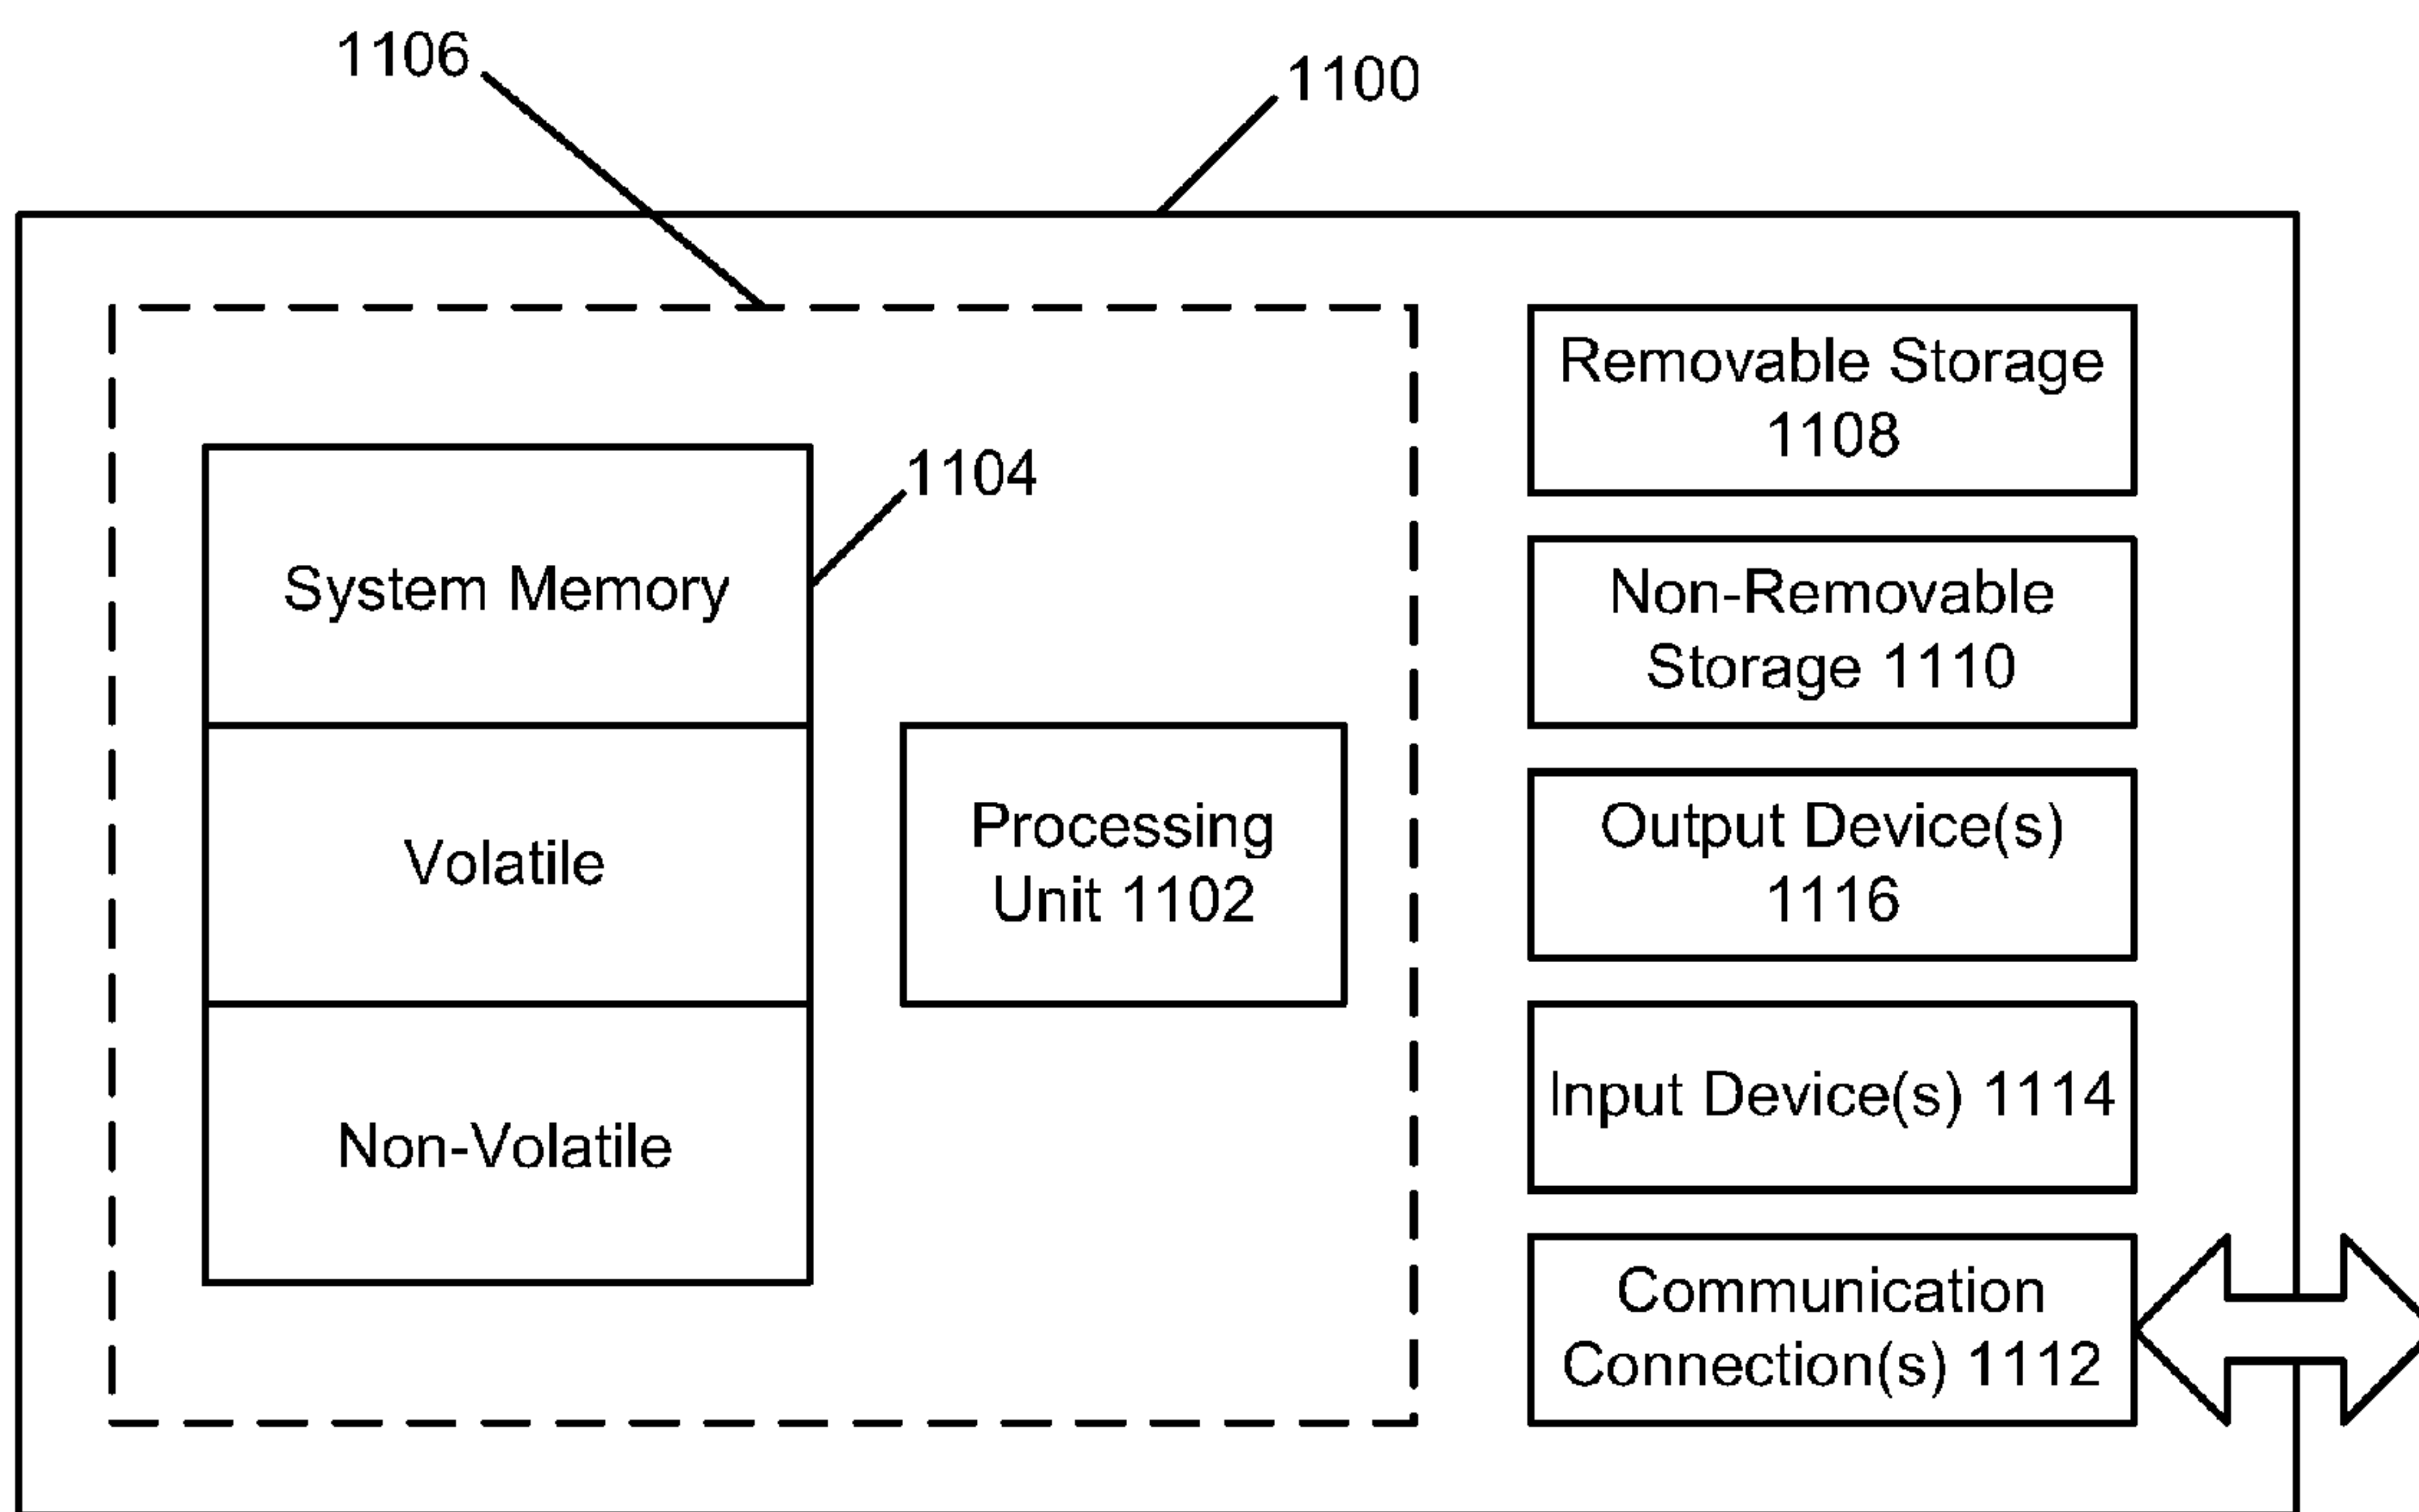 1106
1100
1104
System Memory
Volatile
Non-Volatile
Processing
Unit 1102
Removable Storage
1108
Non-Removable
Storage 1110
Output Device(s)
1116
Input Device(s) 1114
Communication
Connection(s) 1112